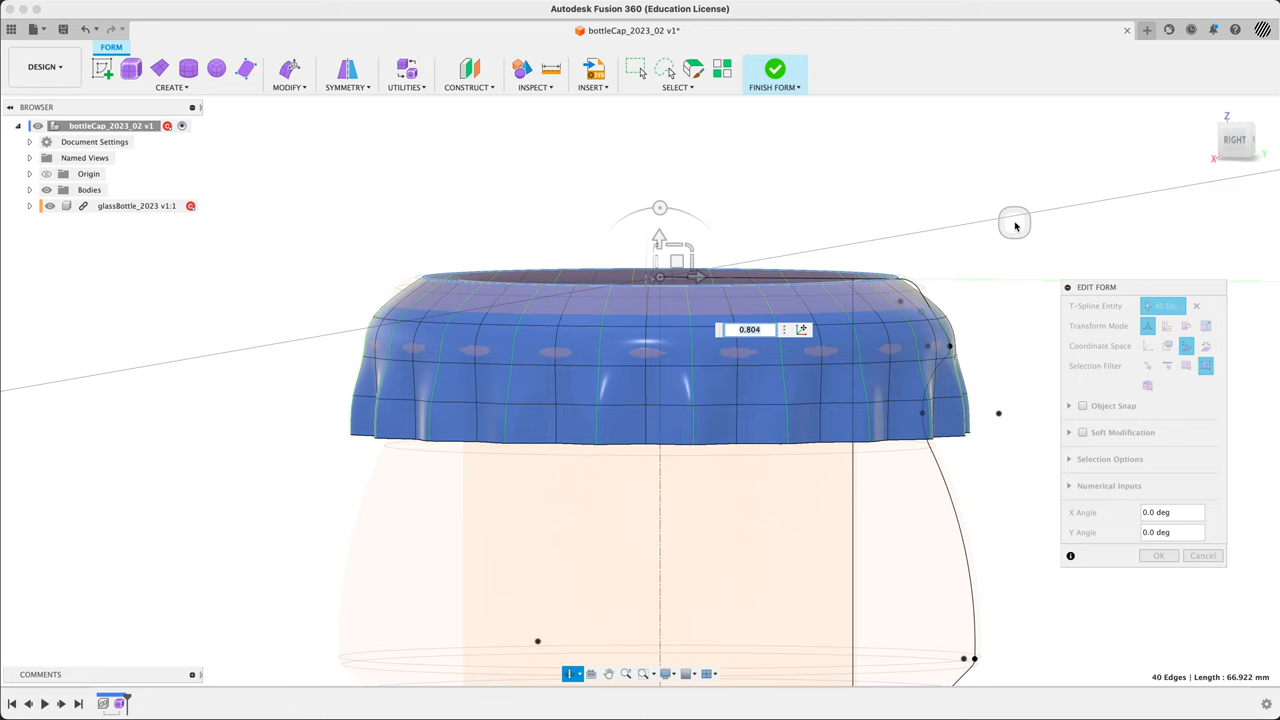 Autodesk Fusion 360 (Education License)
bottleCap_2023_02 v1*
FORM
DESIGN
CREATE
MODIFY
SYMMETRY
UTILITIES
CONSTRUCT
INSPECT
INSERT
SELECT
FINISH FORM
BROWSER
bottleCap_2023_02 v1
Document Settings
Named Views
Origin
Bodies
glassBottle_2023 v1:1
Z
RIGHT
X
Y
0.804
EDIT FORM
T-Spline Entity
40 Ed...
Transform Mode
Coordinate Space
Selection Filter
Object Snap
Soft Modification
Selection Options
Numerical Inputs
X Angle
0.0 deg
Y Angle
0.0 deg
OK
Cancel
COMMENTS
40 Edges | Length : 66.922 mm